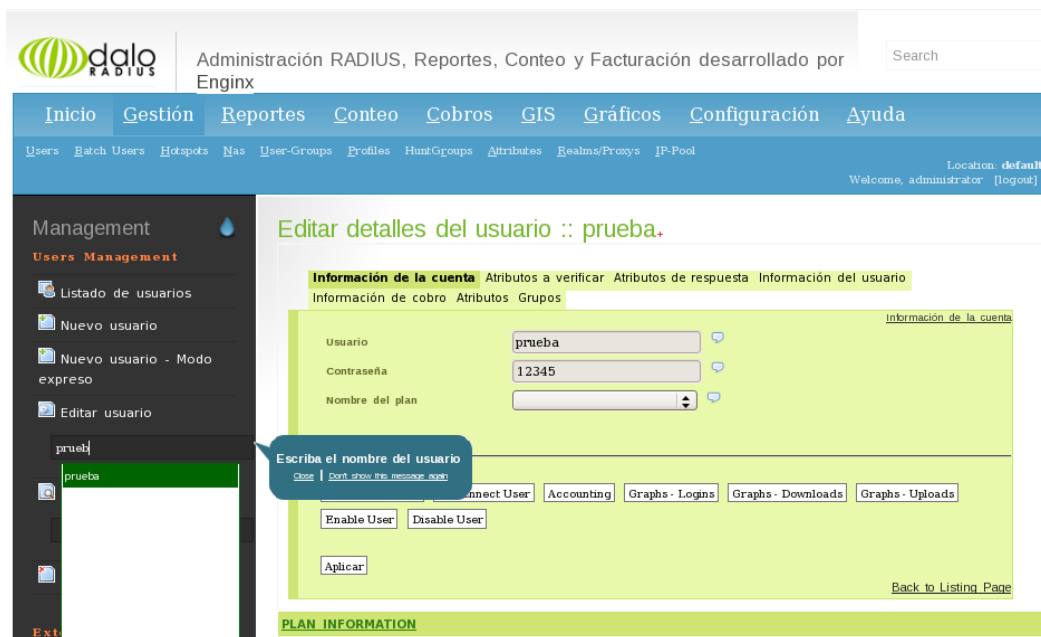 dalo
RADIUS
Administración RADIUS, Reportes, Conteo y Facturación desarrollado por
Enginx
Search
Inicio Gestión Reportes Conteo Cobros GIS Gráficos Configuración Ayuda
Users Batch Users Hotspots Nas User-Groups Profiles HuntGroups Attributes Realms/Proxys IP-Pool
Location: default
Welcome, administrator [logout]
Management
Users Management
Listado de usuarios
Nuevo usuario
Nuevo usuario - Modo
expreso
Editar usuario
prueb
prueba
Editar detalles del usuario :: prueba+
Información de la cuenta Atributos a verificar Atributos de respuesta Información del usuario
Información de cobro Atributos Grupos
Información de la cuenta
Usuario prueba
Contraseña 12345
Nombre del plan
Escriba el nombre del usuario
Close | Don't show this message again
nnect User Accounting Graphs - Logins Graphs - Downloads Graphs - Uploads
Enable User Disable User
Aplicar
Back to Listing Page
PLAN INFORMATION